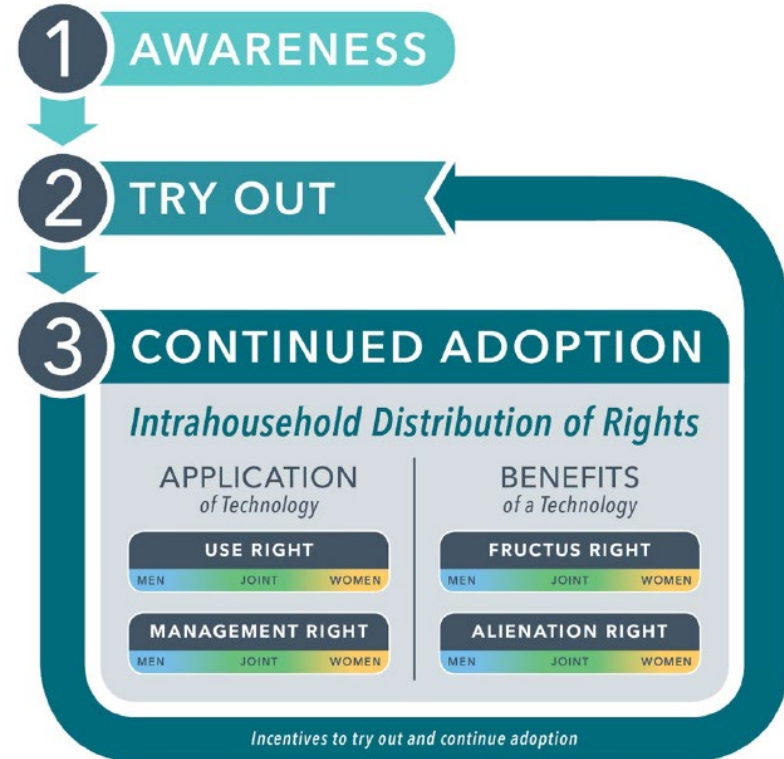 1 AWARENESS
2 TRY OUT
3 CONTINUED ADOPTION
Intrahousehold Distribution of Rights
APPLICATION
of Technology
USE RIGHT
MEN JOINT WOMEN
MANAGEMENT RIGHT
MEN JOINT WOMEN
BENEFITS
of a Technology
FRUCTUS RIGHT
MEN JOINT WOMEN
ALIENATION RIGHT
MEN JOINT WOMEN
Incentives to try out and continue adoption